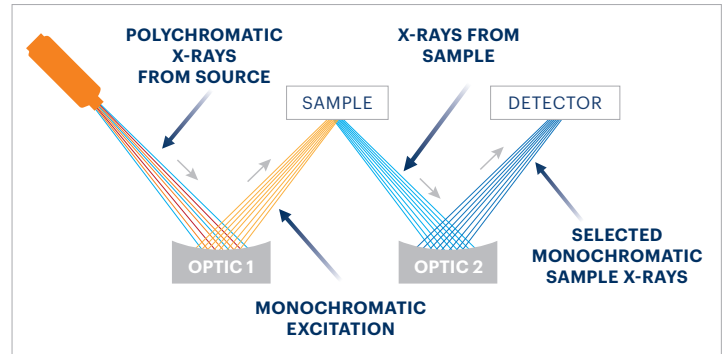 POLYCHROMATIC
X-RAYS
FROM SOURCE
X-RAYS FROM
SAMPLE
SAMPLE
DETECTOR
OPTIC 1
OPTIC 2
MONOCHROMATIC
EXCITATION
SELECTED
MONOCHROMATIC
SAMPLE X-RAYS